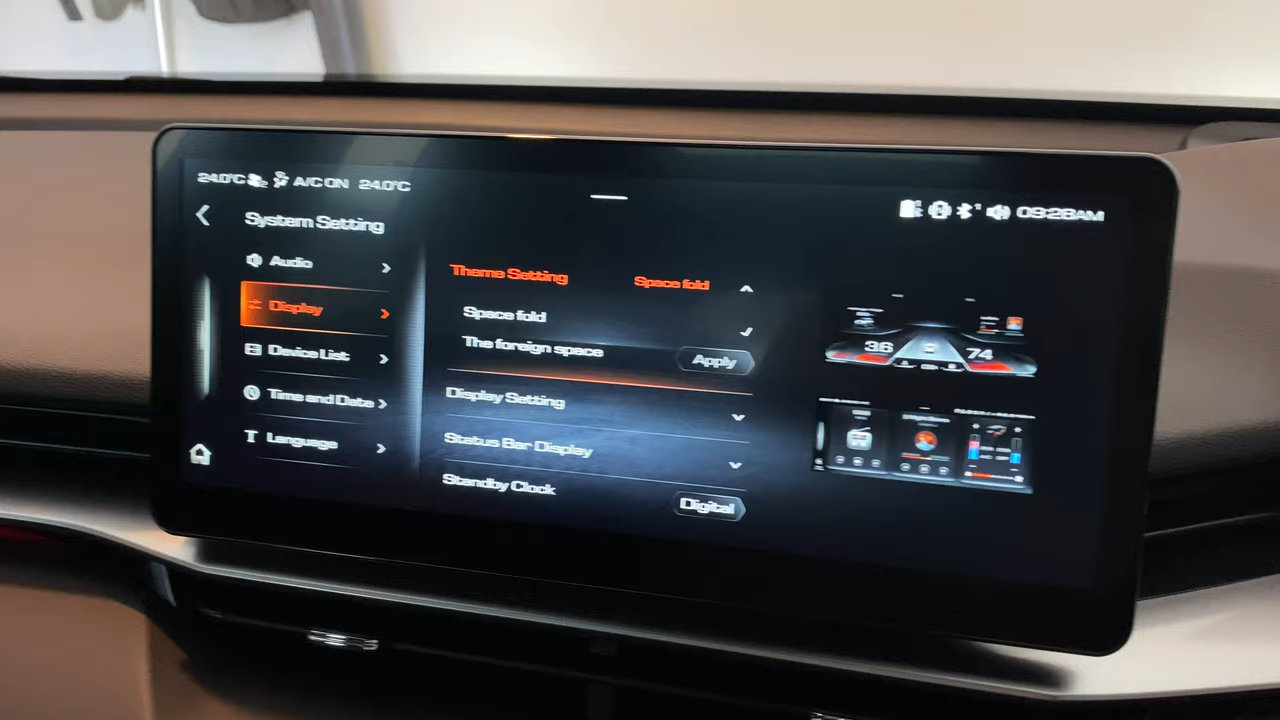 24.0°C A/C ON 24.0°C
09:28AM
System Setting
Audio
Display
Device List
Time and Date
Language
Theme Setting Space fold
Space fold
The foreign space Apply
Display Setting
Status Bar Display
Standby Clock Digital
36
74